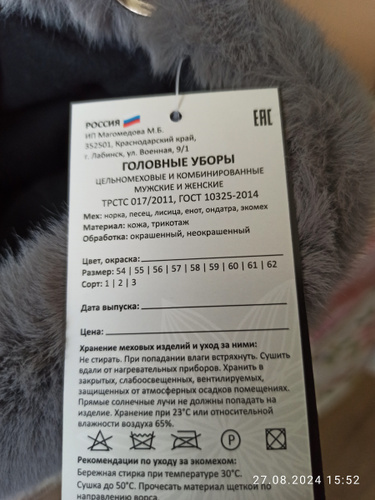 РОССИЯ
EAC
ИП Магомедова М.Б.
352501, Краснодарский край,
г. Лабинск, ул. Военная, 9/1
ГОЛОВНЫЕ УБОРЫ
ЦЕЛЬНОМЕХОВЫЕ И КОМБИНИРОВАННЫЕ
МУЖСКИЕ И ЖЕНСКИЕ
ТРСТС 017/2011, ГОСТ 10325-2014
Мех: норка, песец, лисица, енот, ондатра, экомех
Материал: кожа, трикотаж
Обработка: окрашенный, неокрашенный
Цвет, окраска:
Размер: 54 | 55 | 56 | 57 | 58 | 59 | 60 | 61 | 62
Сорт: 1 | 2 | 3
Дата выпуска:
Цена:
Хранение меховых изделий и уход за ними:
Не стирать. При попадании влаги встряхнуть. Сушить
вдали от нагревательных приборов. Хранить в
закрытых, слабоосвещенных, вентилируемых,
защищенных от атмосферных осадков помещениях.
Прямые солнечные лучи не должны попадать на
изделие. Хранение при 23°С или относительной
влажности воздуха 65%.
P
Рекомендации по уходу за экомехом:
Бережная стирка при температуре 30°С.
Сушка до 50°С. Прочесать материал щеткой по
направлению ворса.
27.08.2024 15:52